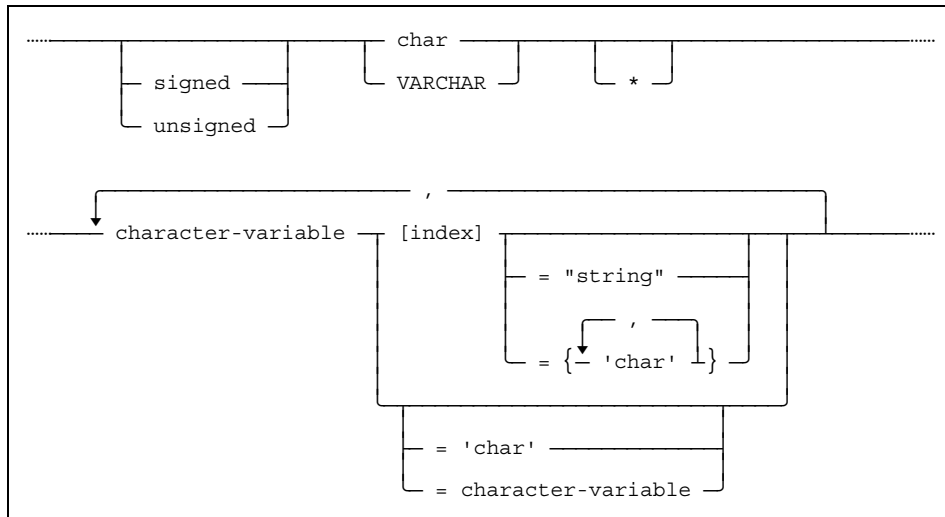 char
signed VARCHAR *
unsigned
,
character-variable [index]
= "string"
,
= { 'char' }
= 'char'
= character-variable